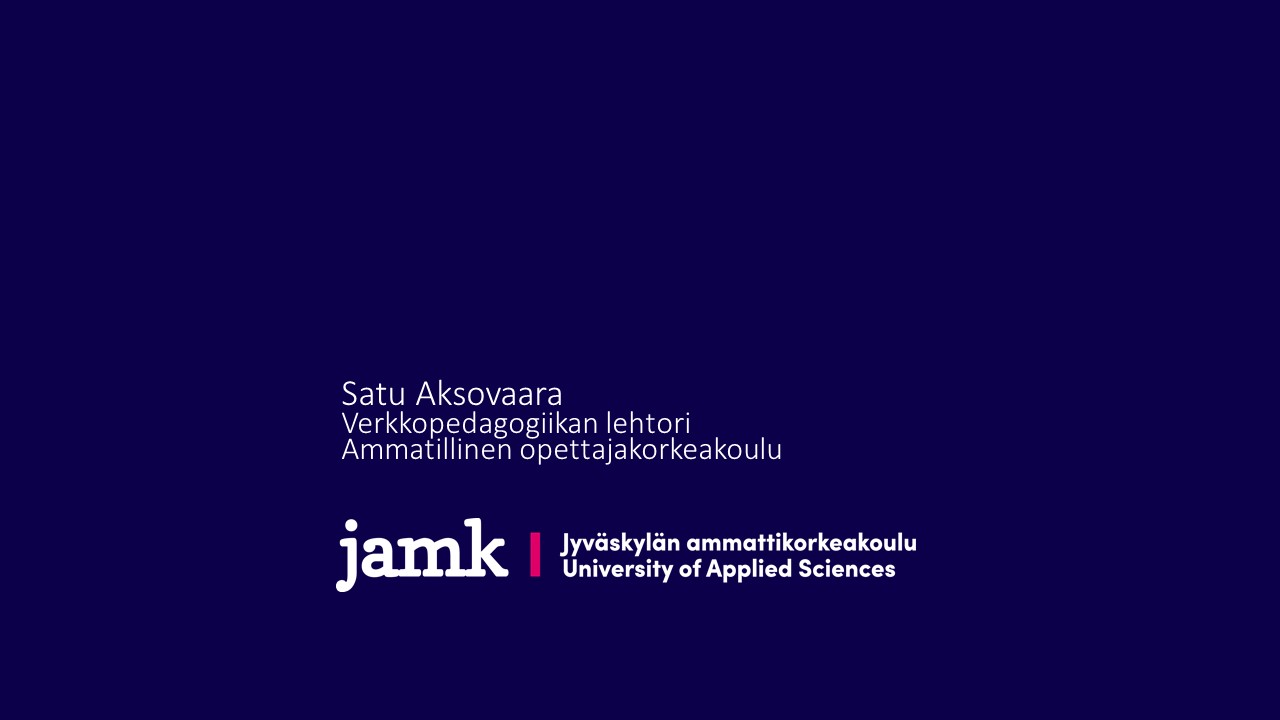 Satu Aksovaara
Verkkopedagogiikan lehtori
Ammatillinen opettajakorkeakoulu
jamk
Jyväskylän ammattikorkeakoulu
University of Applied Sciences